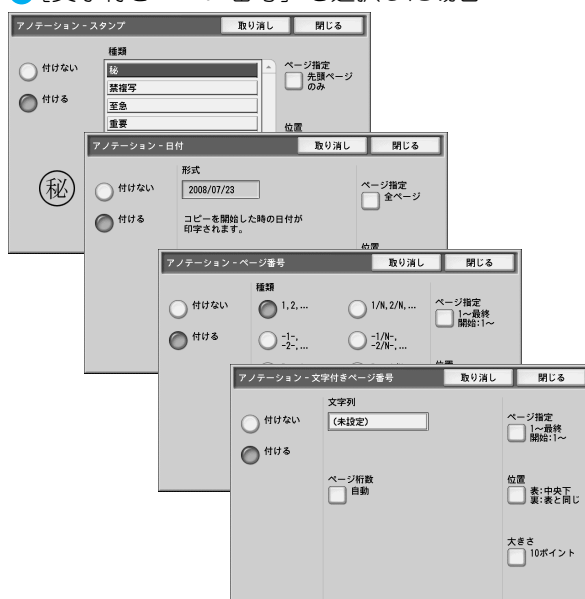 アノテーション - スタンプ
取り消し
閉じる
付けない
付ける
種類
秘
禁複写
至急
重要
ページ指定
先頭ページ
のみ
位置
㊙
アノテーション - 日付
取り消し
閉じる
付けない
付ける
形式
2008/07/23
コピーを開始した時の日付が
印字されます。
ページ指定
全ページ
アノテーション - ページ番号
取り消し
閉じる
付けない
付ける
種類
1,2,...
1/N,2/N,...
-1-,
-2-,...
-1/N-,
-2/N-,...
ページ指定
1～最終
開始:1～
アノテーション - 文字付きページ番号
取り消し
閉じる
付けない
付ける
文字列
(未設定)
ページ桁数
自動
ページ指定
1～最終
開始:1～
位置
表:中央下
裏:表と同じ
大きさ
10ポイント